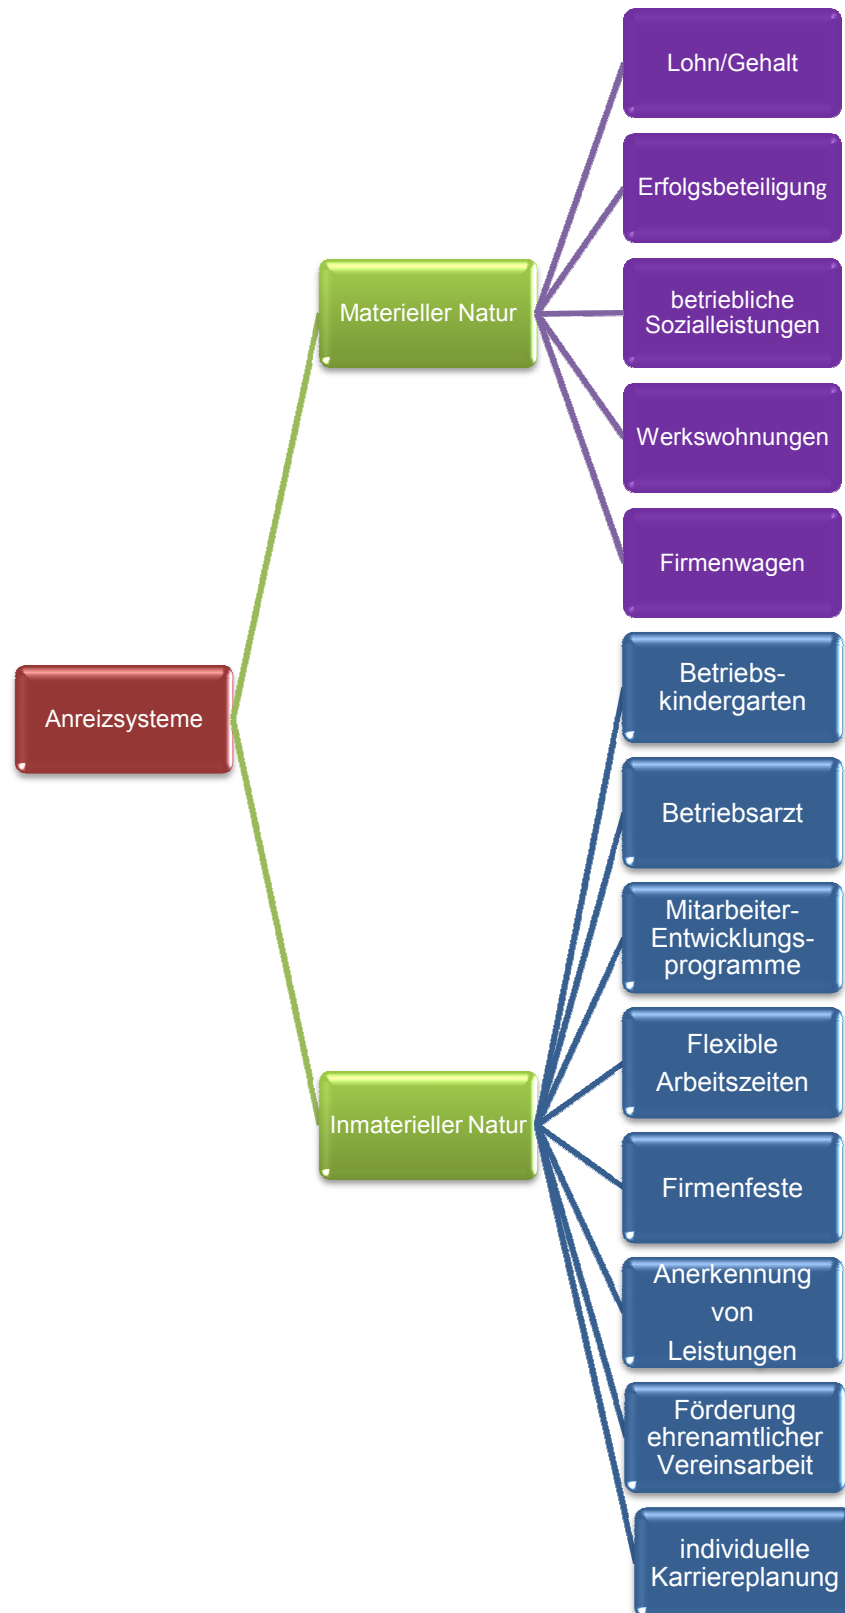 Lohn/Gehalt
Erfolgsbeteiligung
betriebliche
Sozialleistungen
Materieller Natur
Werkswohnungen
Firmenwagen
Anreizsysteme
Betriebs-
kindergarten
Betriebsarzt
Mitarbeiter-
Entwicklungs-
programme
Flexible
Arbeitszeiten
Inmaterieller Natur
Firmenfeste
Anerkennung
von
Leistungen
Förderung
ehrenamtlicher
Vereinsarbeit
individuelle
Karriereplanung